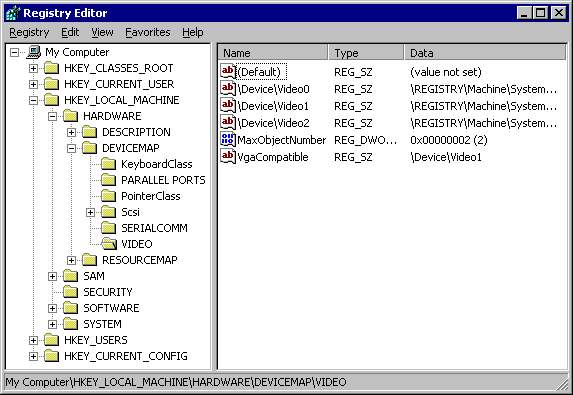 Registry Editor
Registry Edit View Favorites Help
My Computer
HKEY_CLASSES_ROOT
HKEY_CURRENT_USER
HKEY_LOCAL_MACHINE
HARDWARE
DESCRIPTION
DEVICEMAP
KeyboardClass
PARALLEL PORTS
PointerClass
Scsi
SERIALCOMM
VIDEO
RESOURCEMAP
SAM
SECURITY
SOFTWARE
SYSTEM
HKEY_USERS
HKEY_CURRENT_CONFIG
Name Type Data
(Default) REG_SZ (value not set)
\Device\Video0 REG_SZ \REGISTRY\Machine\System...
\Device\Video1 REG_SZ \REGISTRY\Machine\System...
\Device\Video2 REG_SZ \REGISTRY\Machine\System...
MaxObjectNumber REG_DWO... 0x00000002 (2)
VgaCompatible REG_SZ \Device\Video1
My Computer\HKEY_LOCAL_MACHINE\HARDWARE\DEVICEMAP\VIDEO